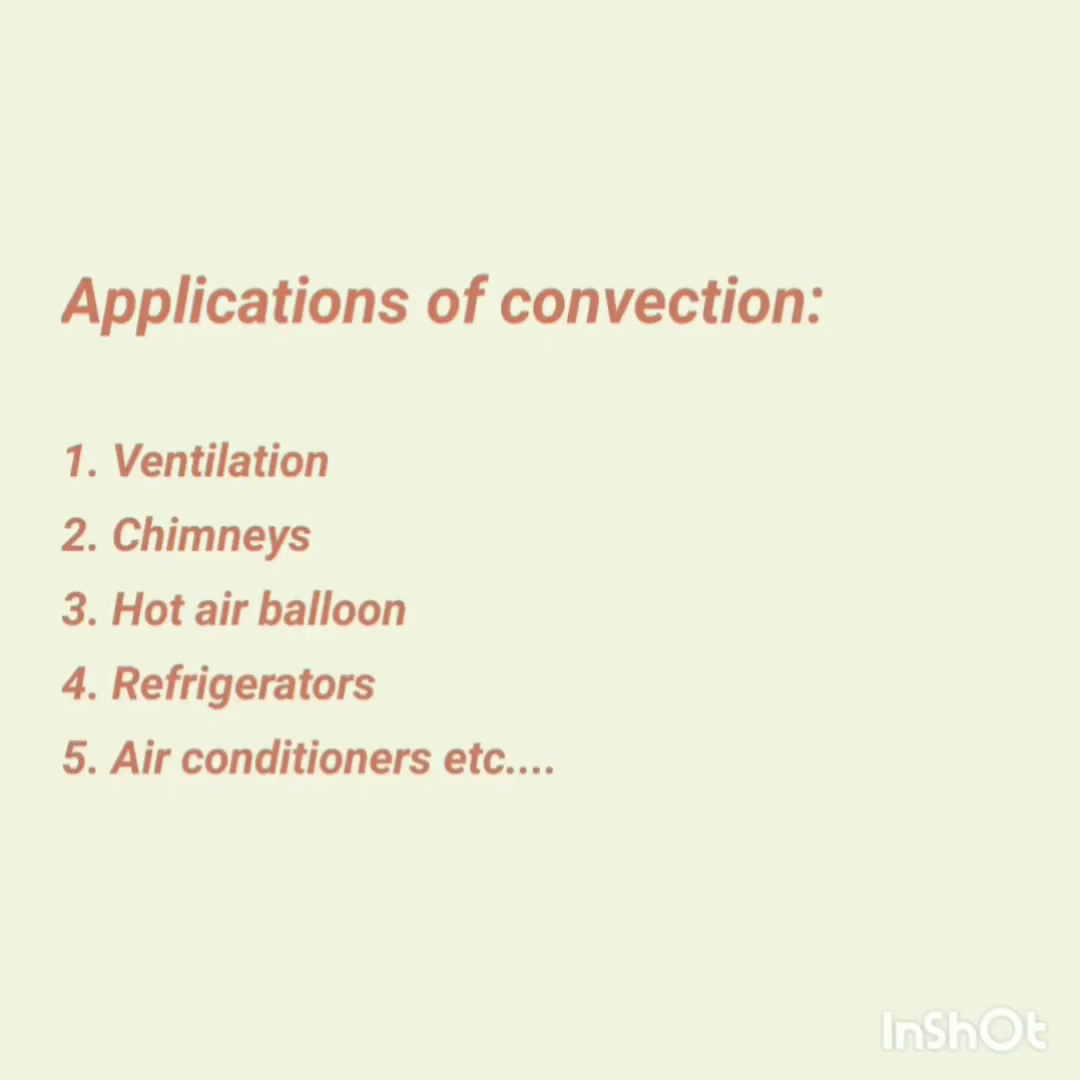 Applications of convection:
1. Ventilation
2. Chimneys
3. Hot air balloon
4. Refrigerators
5. Air conditioners etc....
InShOt